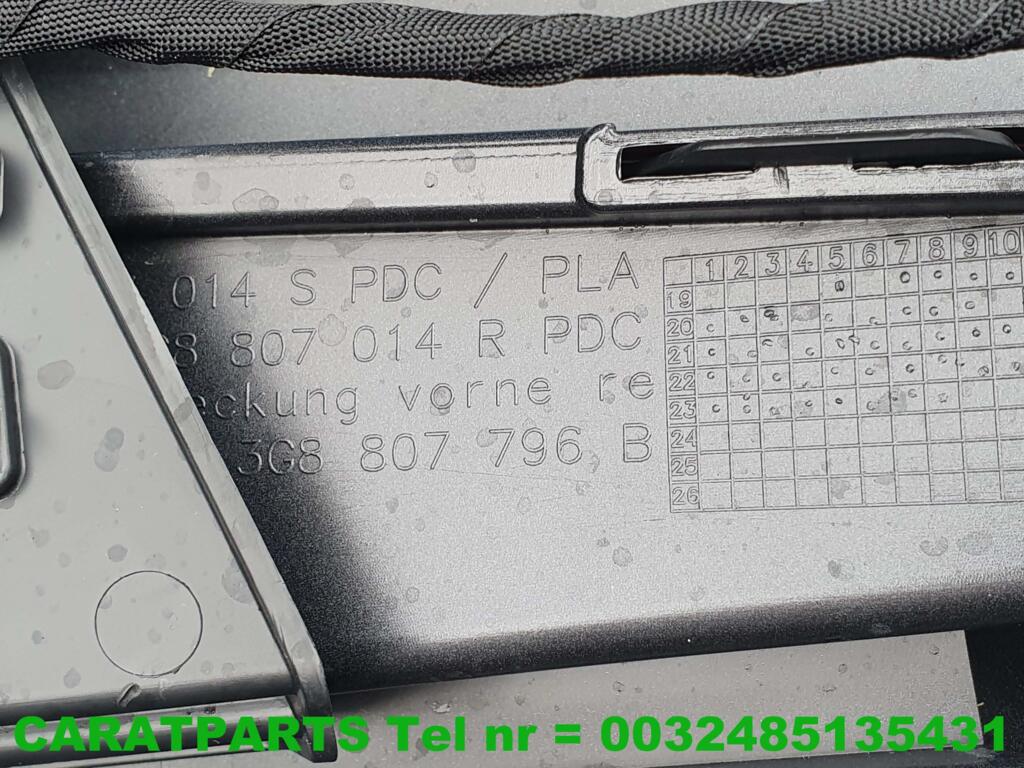 014 S PDC / PLA
G8 807 014 R PDC
eckung vorne re
3G8 807 796 B
1 2 3 4 5 6 7 8 9 10
19
20
21
22
23
24
25
26
CARATPARTS Tel nr = 0032485135431